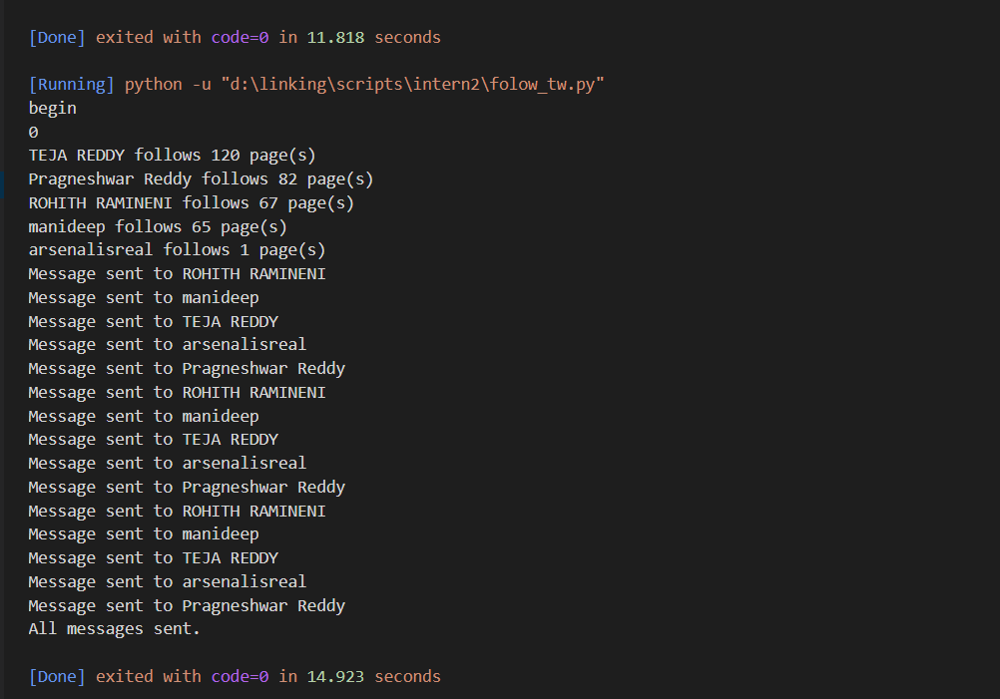 [Done] exited with code=0 in 11.818 seconds
[Running] python -u "d:\linking\scripts\intern2\folow_tw.py"
begin
0
TEJA REDDY follows 120 page(s)
Pragneshwar Reddy follows 82 page(s)
ROHITH RAMINENI follows 67 page(s)
manideep follows 65 page(s)
arsenalisreal follows 1 page(s)
Message sent to ROHITH RAMINENI
Message sent to manideep
Message sent to TEJA REDDY
Message sent to arsenalisreal
Message sent to Pragneshwar Reddy
Message sent to ROHITH RAMINENI
Message sent to manideep
Message sent to TEJA REDDY
Message sent to arsenalisreal
Message sent to Pragneshwar Reddy
Message sent to ROHITH RAMINENI
Message sent to manideep
Message sent to TEJA REDDY
Message sent to arsenalisreal
Message sent to Pragneshwar Reddy
All messages sent.
[Done] exited with code=0 in 14.923 seconds